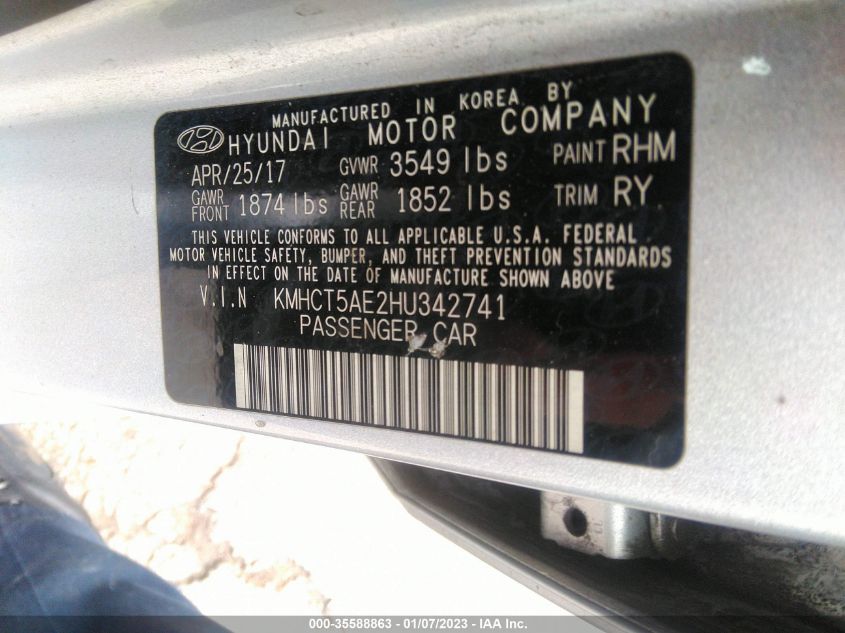 MANUFACTURED IN KOREA BY
HYUNDAI MOTOR COMPANY
APR/25/17 GVWR 3549 lbs PAINT RHM
GAWR FRONT 1874 lbs GAWR REAR 1852 lbs TRIM RY
THIS VEHICLE CONFORMS TO ALL APPLICABLE U.S.A. FEDERAL
MOTOR VEHICLE SAFETY, BUMPER, AND THEFT PREVENTION STANDARDS
IN EFFECT ON THE DATE OF MANUFACTURE SHOWN ABOVE
V.I.N KMHCT5AE2HU342741
PASSENGER CAR
000-35588863 - 01/07/2023 - IAA Inc.